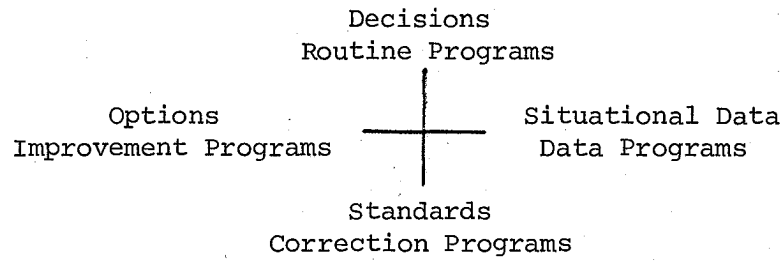 Decisions
Routine Programs
Options
Improvement Programs
Situational Data
Data Programs
Standards
Correction Programs